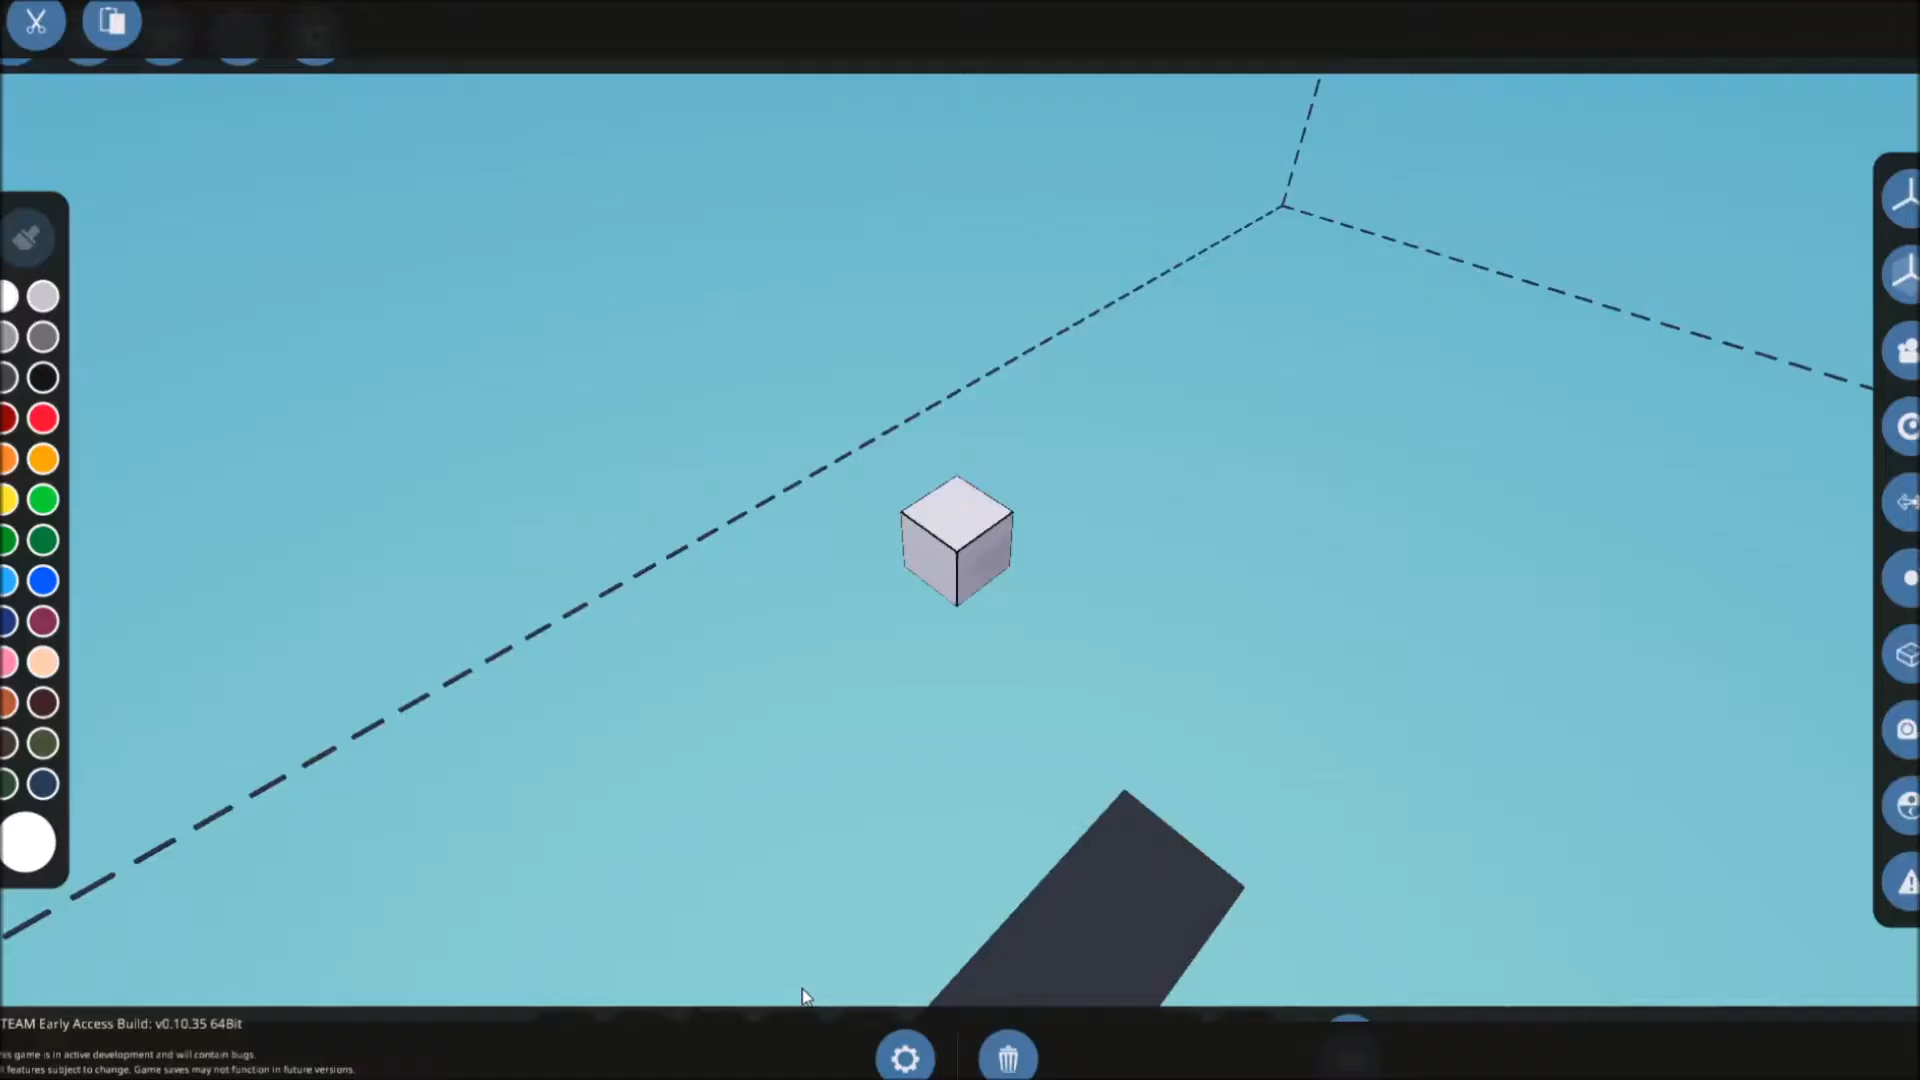 TEAM Early Access Build: v0.10.35 64Bit
his game is in active development and will contain bugs.
l features subject to change. Game saves may not function in future versions.